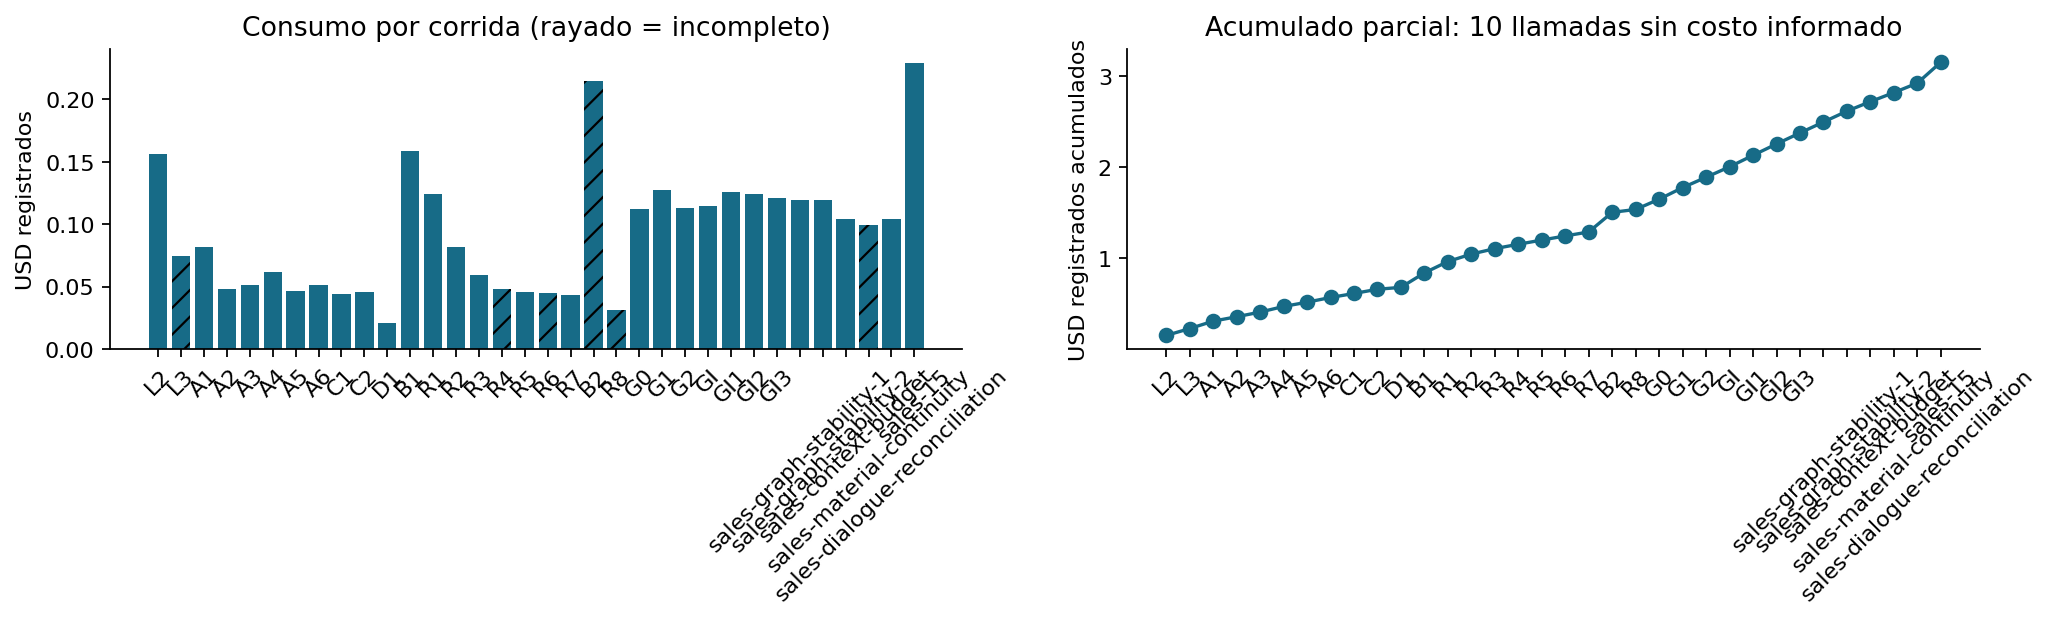 Consumo por corrida (rayado = incompleto)
USD registrados
0.20
0.15
0.10
0.05
0.00
L2
L3
A1
A2
A3
A4
A5
A6
C1
C2
D1
B1
R1
R2
R3
R4
R5
R6
R7
B2
R8
G0
G1
G2
GI
GI1
GI2
GI3
sales-graph-stability-1
sales-graph-stability-2
sales-context-budget
sales-15
sales-material-continuity
sales-dialogue-reconciliation
Acumulado parcial: 10 llamadas sin costo informado
USD registrados acumulados
3
2
1
L2
L3
A1
A2
A3
A4
A5
A6
C1
C2
D1
B1
R1
R2
R3
R4
R5
R6
R7
B2
R8
G0
G1
G2
GI
GI1
GI2
GI3
sales-graph-stability-1
sales-graph-stability-2
sales-context-budget
sales-15
sales-material-continuity
sales-dialogue-reconciliation